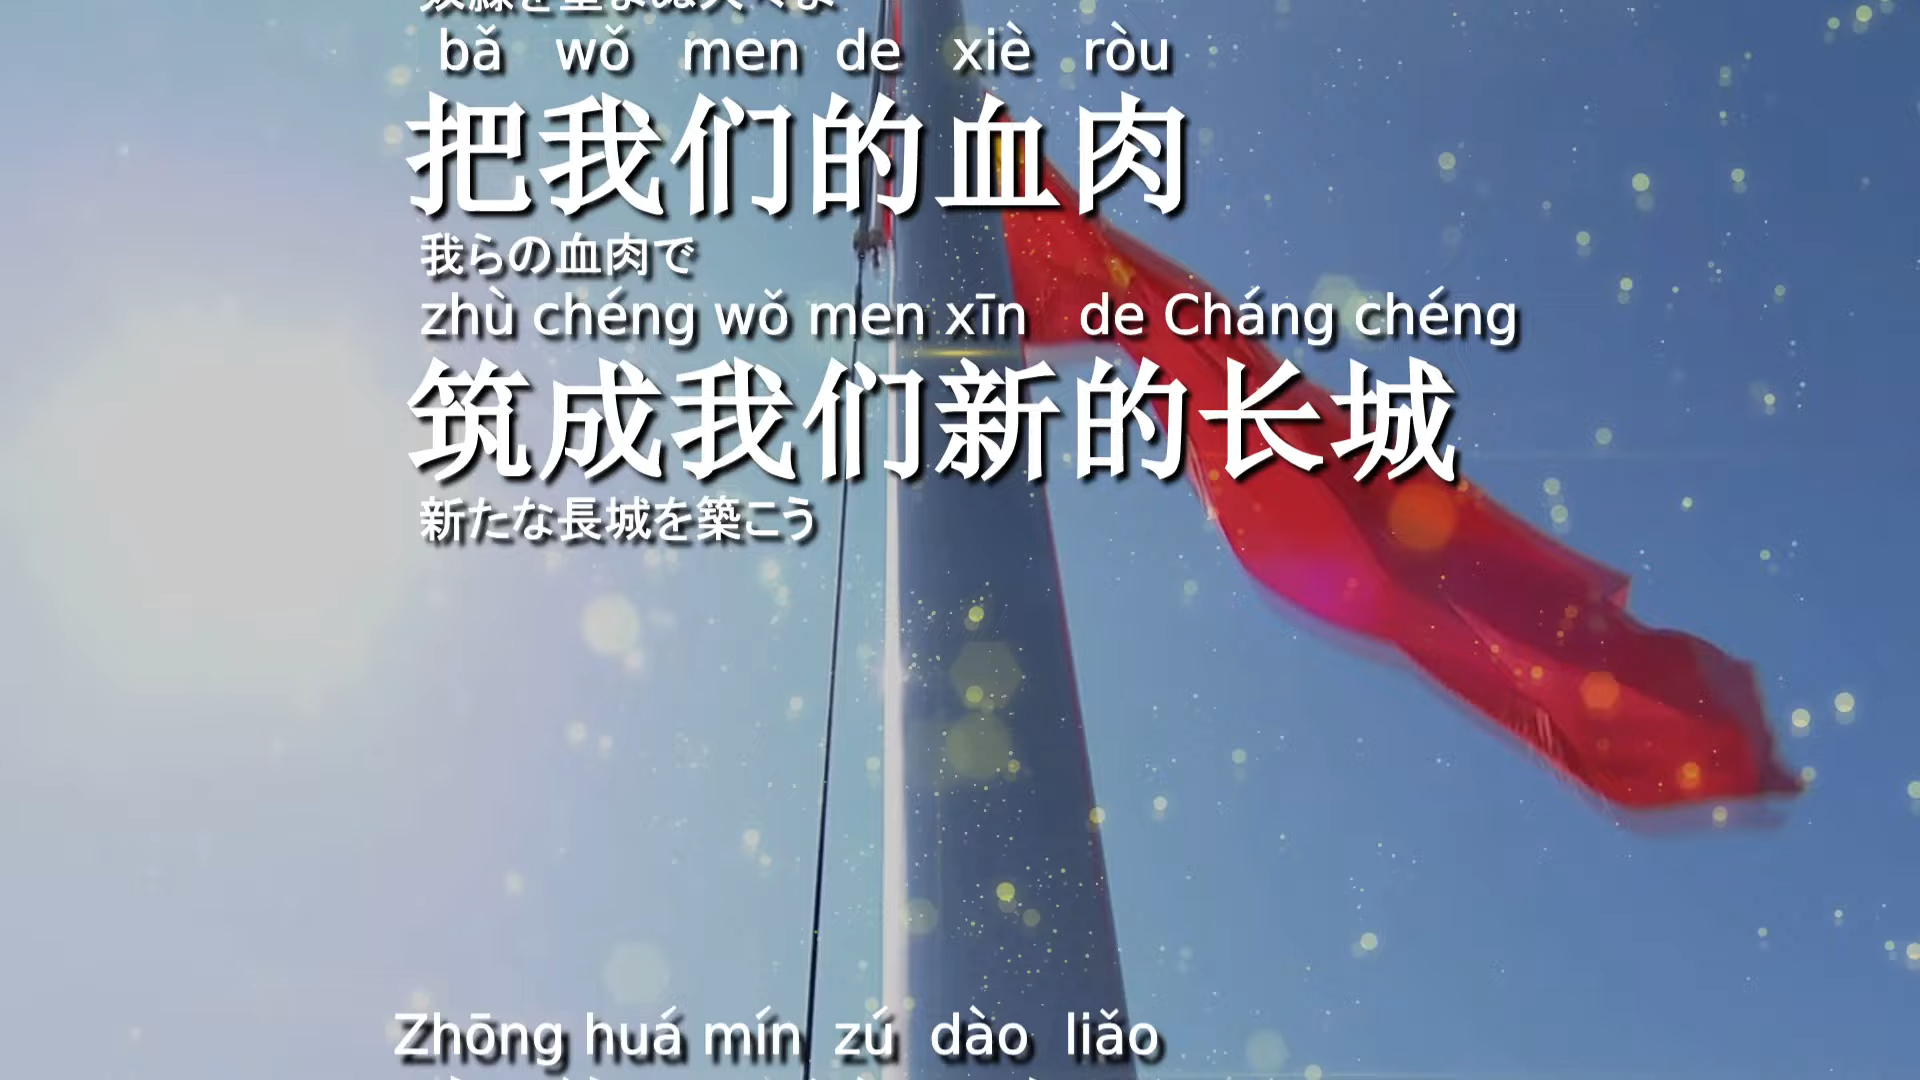 bǎ wǒ men de xiè ròu
把我们的血肉
我らの血肉で
zhù chéng wǒ men xīn de Cháng chéng
筑成我们新的长城
新たな長城を築こう
Zhōng huá mín zú dào liǎo